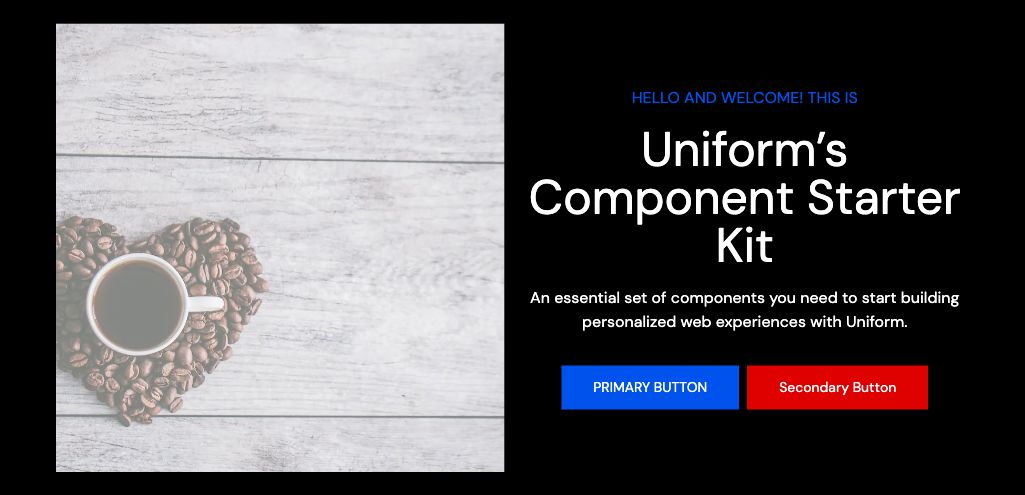 HELLO AND WELCOME! THIS IS
Uniform’s
Component Starter
Kit
An essential set of components you need to start building
personalized web experiences with Uniform.
PRIMARY BUTTON
Secondary Button